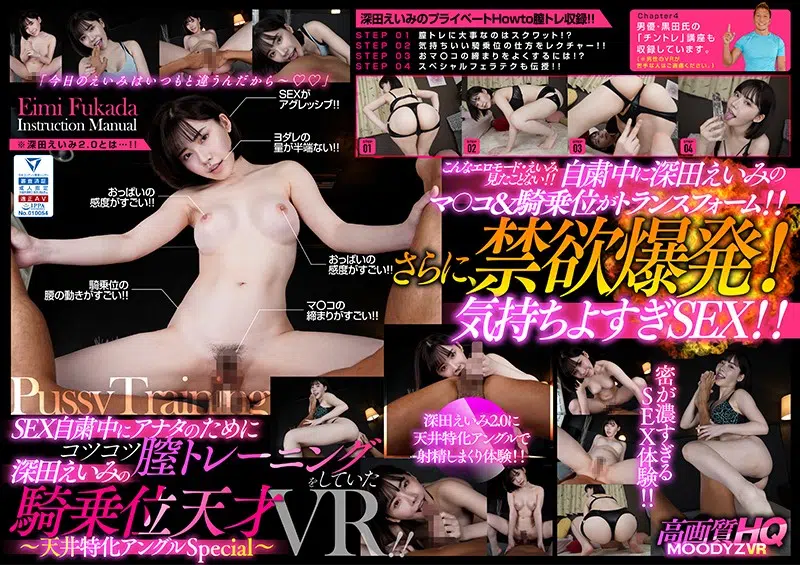 「今日のえいみはいつもと違うんだから～♡♡」
Eimi Fukada
Instruction Manual
※深田えいみ2.0とは…!!
審査済証
成人指定
適正AV
IPPA
No.010054
SEXが
アグレッシブ!!
ヨダレの
量が半端ない!!
おっぱいの
感度がすごい!!
おっぱいの
感度がすごい!!
騎乗位の
腰の動きがすごい!!
マ〇コの
締まりがすごい!!
Pussy Training
SEX自粛中にアナタのために
コツコツ膣トレーニングをしていた
深田えいみの
騎乗位天才VR!!
～天井特化アングルSpecial～
深田えいみのプライベートHowto膣トレ収録!!
STEP 01 膣トレに大事なのはスクワット!?
STEP 02 気持ちいい騎乗位の仕方をレクチャー!!
STEP 03 おマ〇コの締まりをよくするには!?
STEP 04 スペシャルフェラテクも伝授!!
Chapter4
男優・黒田氏の
「チントレ」講座も
収録しています。
01
02
03
04
こんなエロモード・えいみ
見たことない!!
自粛中に深田えいみの
マ〇コ&騎乗位がトランスフォーム!!
さらに、禁欲爆発!
気持ちよすぎSEX!!
深田えいみ2.0に
天井特化アングルで
射精しまくり体験!!
密が濃すぎる
SEX体験!!
高画質HQ
MOODYZVR